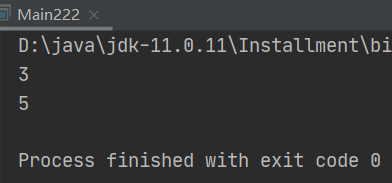 Main222
D:\java\jdk-11.0.11\Installment\bi
3
5
Process finished with exit code 0